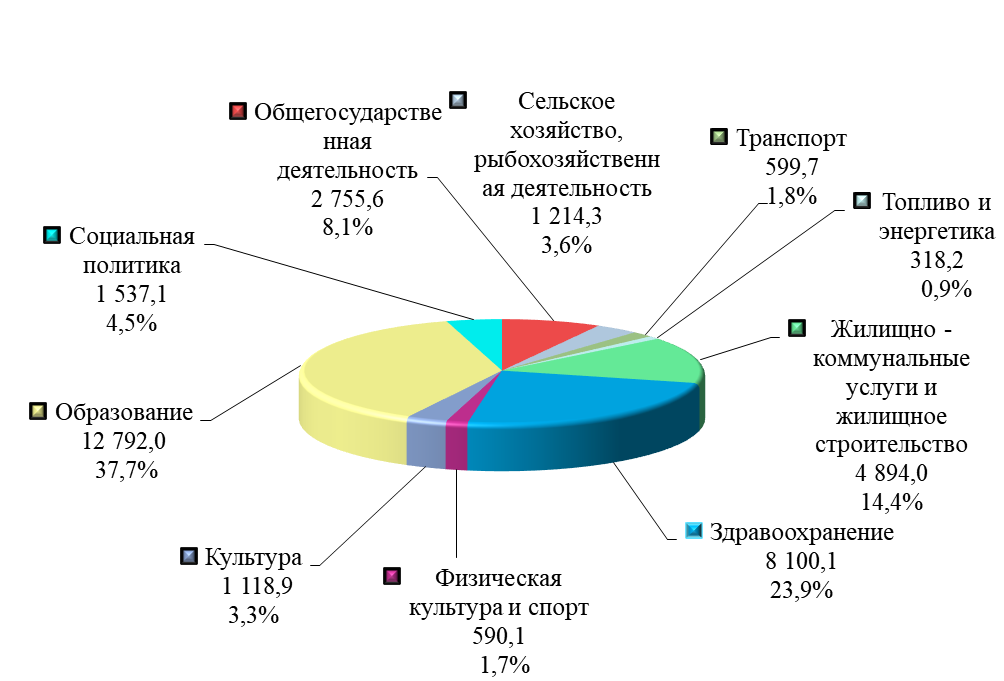 Общегосударстве
нная
деятельность
2 755,6
8,1%
Сельское
хозяйство,
рыбохозяйственн
ая деятельность
1 214,3
3,6%
Транспорт
599,7
1,8%
Топливо и
энергетика
318,2
0,9%
Жилищно -
коммунальные
услуги и
жилищное
строительство
4 894,0
14,4%
Здравоохранение
8 100,1
23,9%
Физическая
культура и спорт
590,1
1,7%
Культура
1 118,9
3,3%
Образование
12 792,0
37,7%
Социальная
политика
1 537,1
4,5%